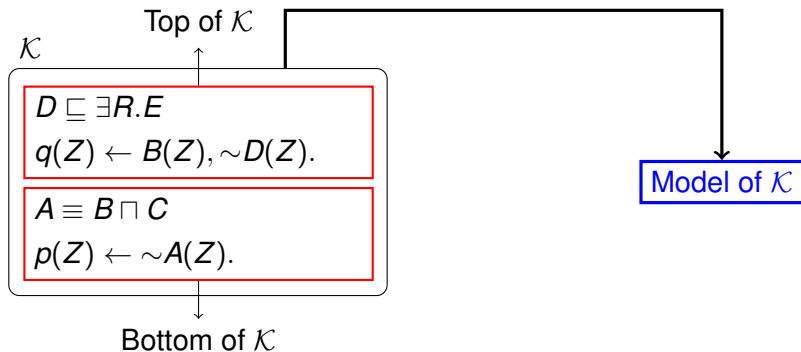 Top of 𝒦
𝒦
D ⊑ ∃R.E
q(Z) ← B(Z), ∼D(Z).
Model of 𝒦
A ≡ B ⊓ C
p(Z) ← ∼A(Z).
Bottom of 𝒦